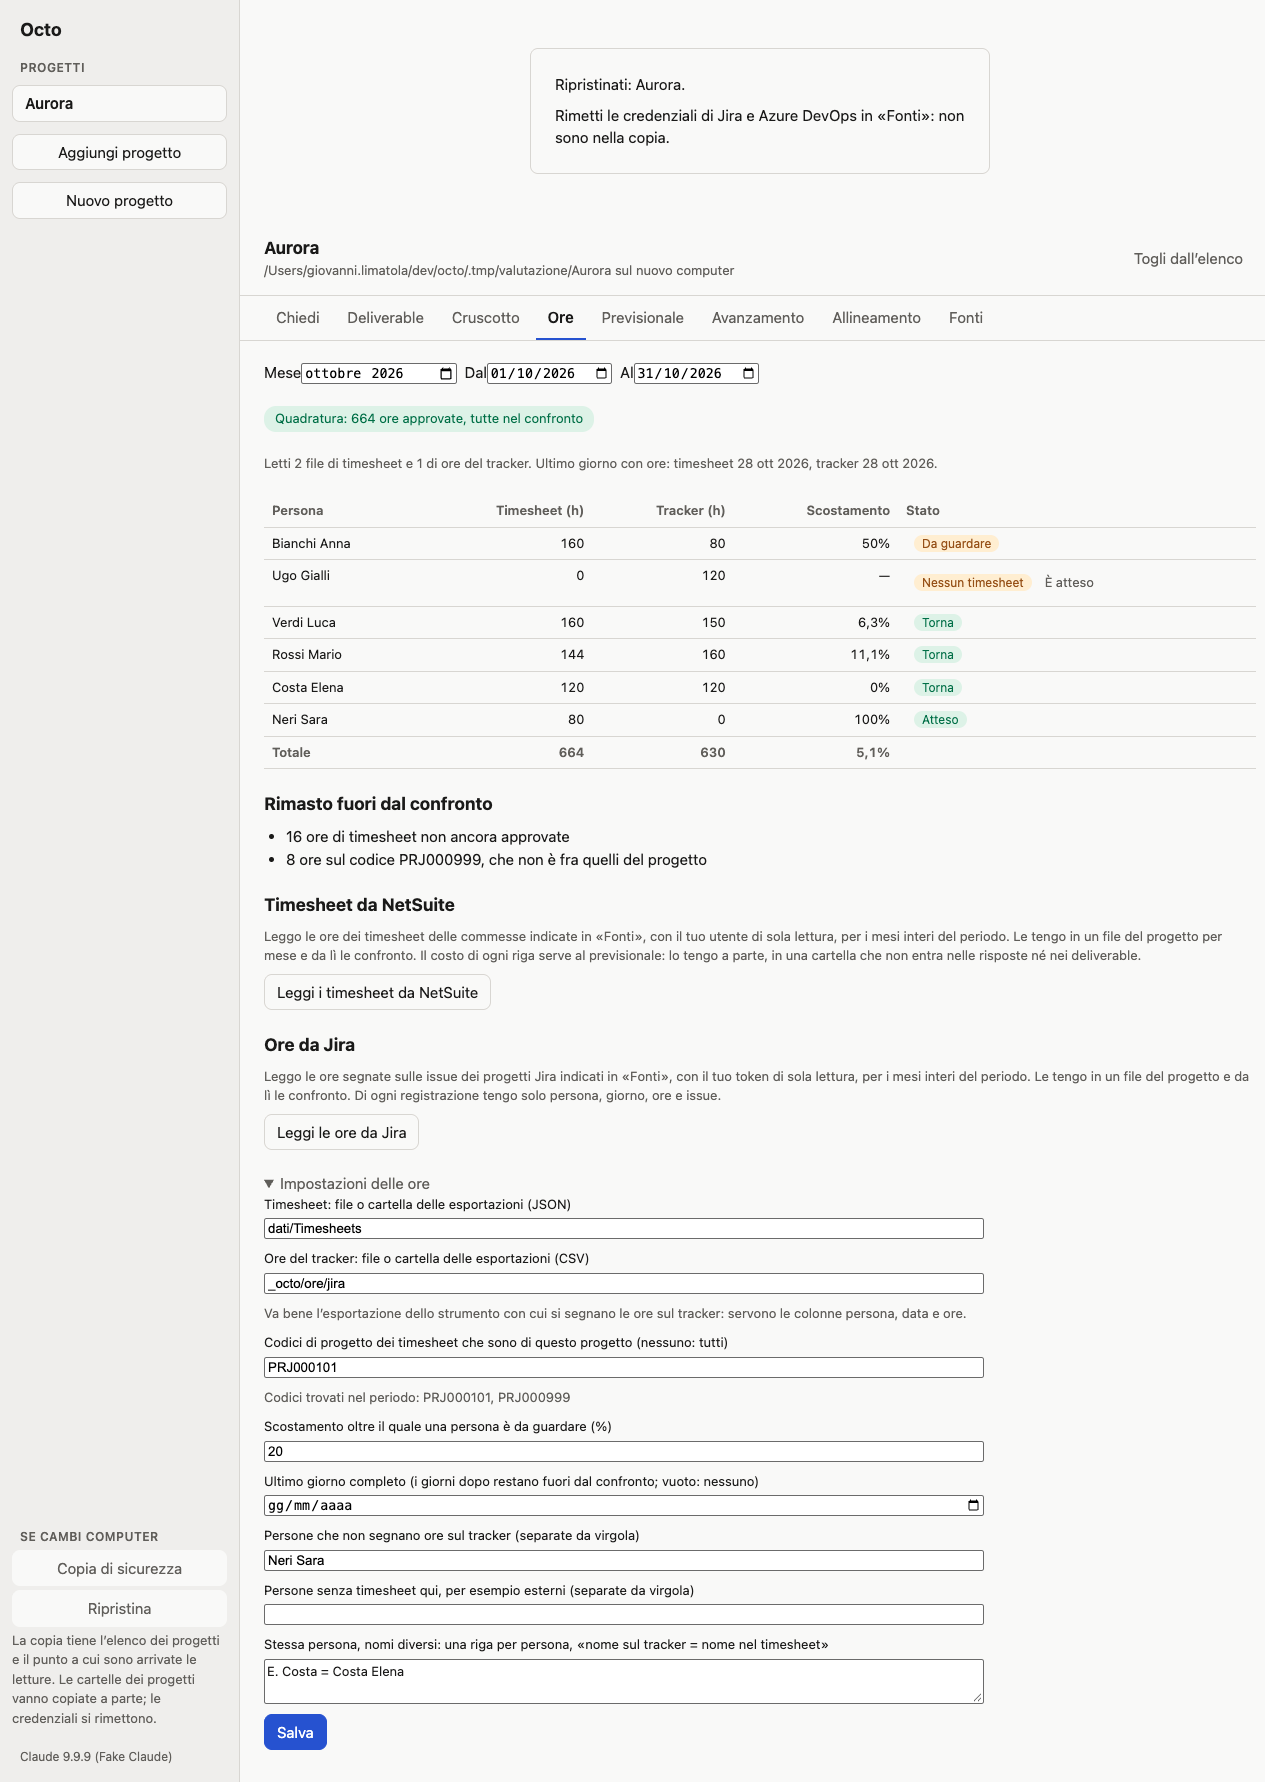 Octo
PROGETTI
Aurora
Aggiungi progetto
Nuovo progetto
Ripristinati: Aurora.
Rimetti le credenziali di Jira e Azure DevOps in «Fonti»: non
sono nella copia.
Aurora
/Users/giovanni.limatola/dev/octo/.tmp/valutazione/Aurora sul nuovo computer
Togli dall’elenco
Chiedi Deliverable Cruscotto Ore Previsionale Avanzamento Allineamento Fonti
Mese ottobre 2026 Dal 01/10/2026 Al 31/10/2026
Quadratura: 664 ore approvate, tutte nel confronto
Letti 2 file di timesheet e 1 di ore del tracker. Ultimo giorno con ore: timesheet 28 ott 2026, tracker 28 ott 2026.
Persona Timesheet (h) Tracker (h) Scostamento Stato
Bianchi Anna 160 80 50% Da guardare
Ugo Gialli 0 120 — Nessun timesheet È atteso
Verdi Luca 160 150 6,3% Torna
Rossi Mario 144 160 11,1% Torna
Costa Elena 120 120 0% Torna
Neri Sara 80 0 100% Atteso
Totale 664 630 5,1%
Rimasto fuori dal confronto
• 16 ore di timesheet non ancora approvate
• 8 ore sul codice PRJ000999, che non è fra quelli del progetto
Timesheet da NetSuite
Leggo le ore dei timesheet delle commesse indicate in «Fonti», con il tuo utente di sola lettura, per i mesi interi del periodo. Le tengo in un file del progetto per
mese e da lì le confronto. Il costo di ogni riga serve al previsionale: lo tengo a parte, in una cartella che non entra nelle risposte né nei deliverable.
Leggi i timesheet da NetSuite
Ore da Jira
Leggo le ore segnate sulle issue dei progetti Jira indicati in «Fonti», con il tuo token di sola lettura, per i mesi interi del periodo. Le tengo in un file del progetto e da
lì le confronto. Di ogni registrazione tengo solo persona, giorno, ore e issue.
Leggi le ore da Jira
▼ Impostazioni delle ore
Timesheet: file o cartella delle esportazioni (JSON)
dati/Timesheets
Ore del tracker: file o cartella delle esportazioni (CSV)
_octo/ore/jira
Va bene l’esportazione dello strumento con cui si segnano le ore sul tracker: servono le colonne persona, data e ore.
Codici di progetto dei timesheet che sono di questo progetto (nessuno: tutti)
PRJ000101
Codici trovati nel periodo: PRJ000101, PRJ000999
Scostamento oltre il quale una persona è da guardare (%)
20
Ultimo giorno completo (i giorni dopo restano fuori dal confronto; vuoto: nessuno)
gg/mm/aaaa
Persone che non segnano ore sul tracker (separate da virgola)
Neri Sara
Persone senza timesheet qui, per esempio esterni (separate da virgola)
Stessa persona, nomi diversi: una riga per persona, «nome sul tracker = nome nel timesheet»
E. Costa = Costa Elena
Salva
SE CAMBI COMPUTER
Copia di sicurezza
Ripristina
La copia tiene l’elenco dei progetti
e il punto a cui sono arrivate le
letture. Le cartelle dei progetti
vanno copiate a parte; le
credenziali si rimettono.
Claude 9.9.9 (Fake Claude)